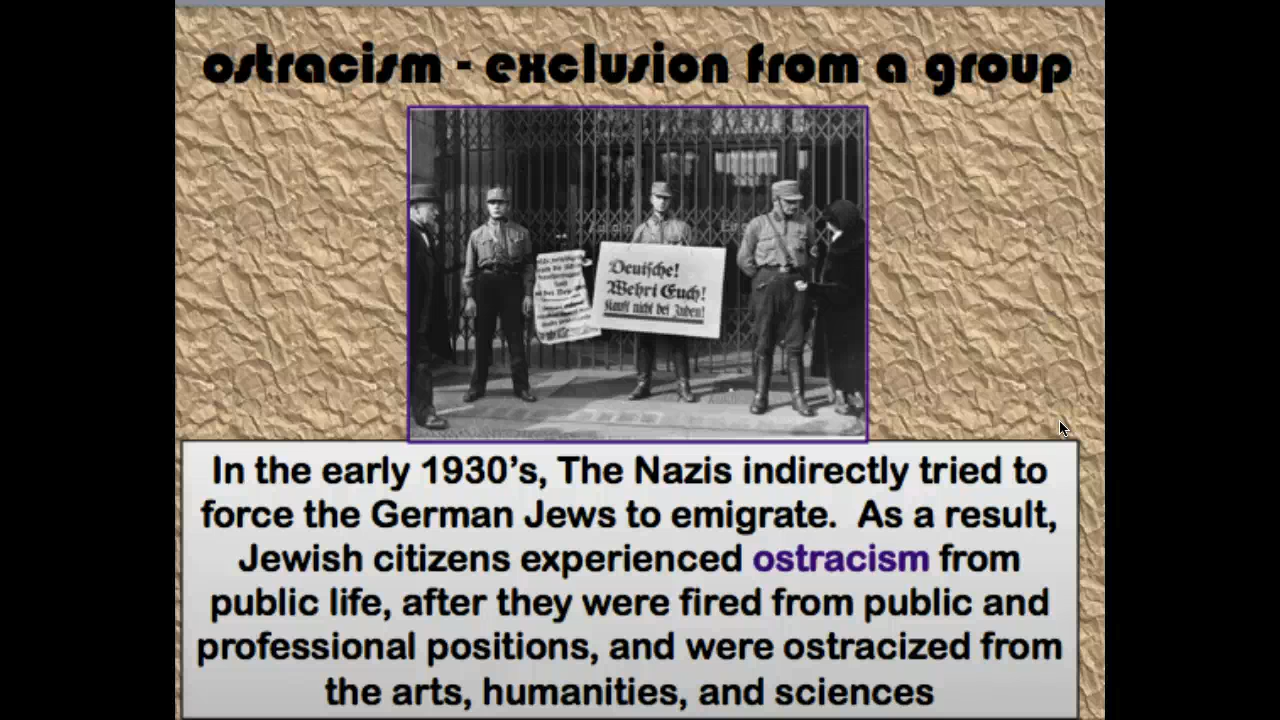 ostracism - exclusion from a group
Deutsche!
Wehrt Euch!
Kauft nicht bei Juden!
In the early 1930’s, The Nazis indirectly tried to
force the German Jews to emigrate.  As a result,
Jewish citizens experienced ostracism from
public life, after they were fired from public and
professional positions, and were ostracized from
the arts, humanities, and sciences